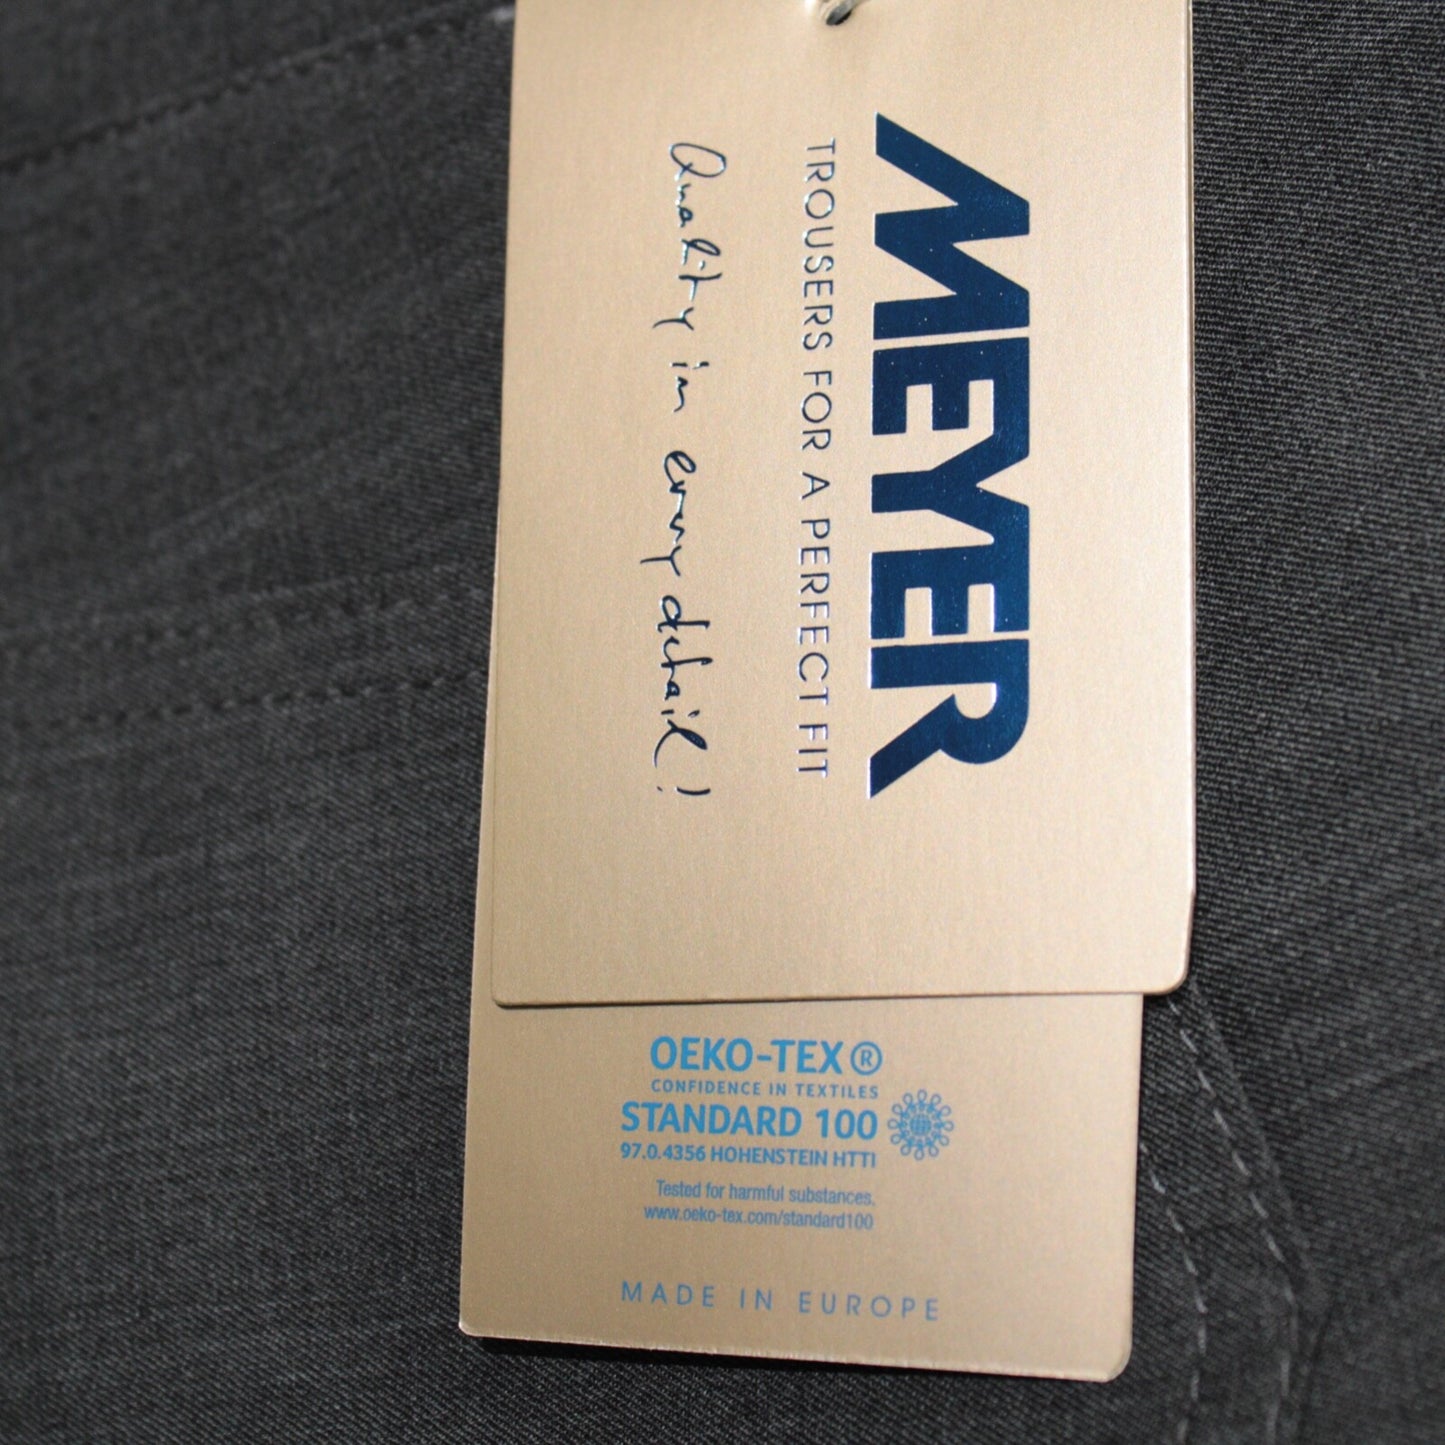 MEYER
TROUSERS FOR A PERFECT FIT
Quality in every detail!
OEKO-TEX®
CONFIDENCE IN TEXTILES
STANDARD 100
97.0.4356 HOHENSTEIN HTTI
Tested for harmful substances.
www.oeko-tex.com/standard100
MADE IN EUROPE